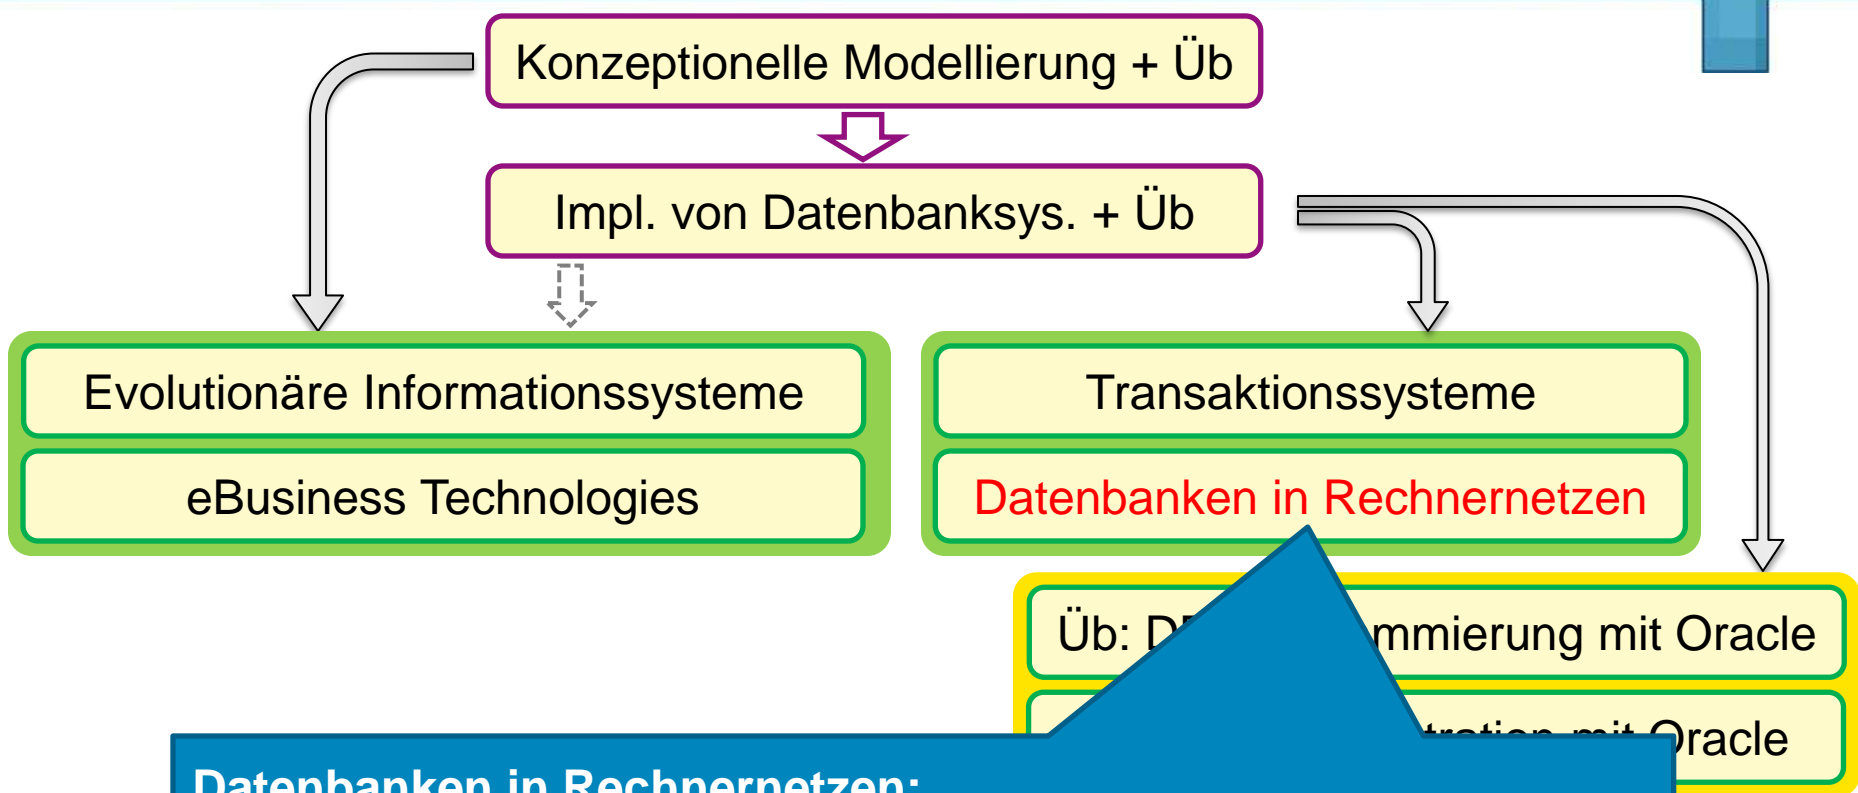 Konzeptionelle Modellierung + Üb
Impl. von Datenbanksys. + Üb
Evolutionäre Informationssysteme
Transaktionssysteme
eBusiness Technologies
Datenbanken in Rechnernetzen
Üb: mmierung mit Oracle
tration mit Oracle
Datenbanken in Rechnernetzen: